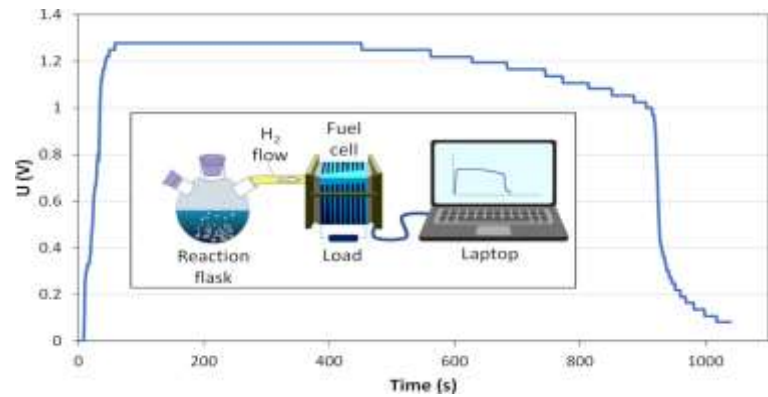 1.4
1.2
1
0.8
0.6
0.4
0.2
0
U (V)
H2
flow
Fuel
cell
Reaction
flask
Load
Laptop
0 200 400 600 800 1000
Time (s)